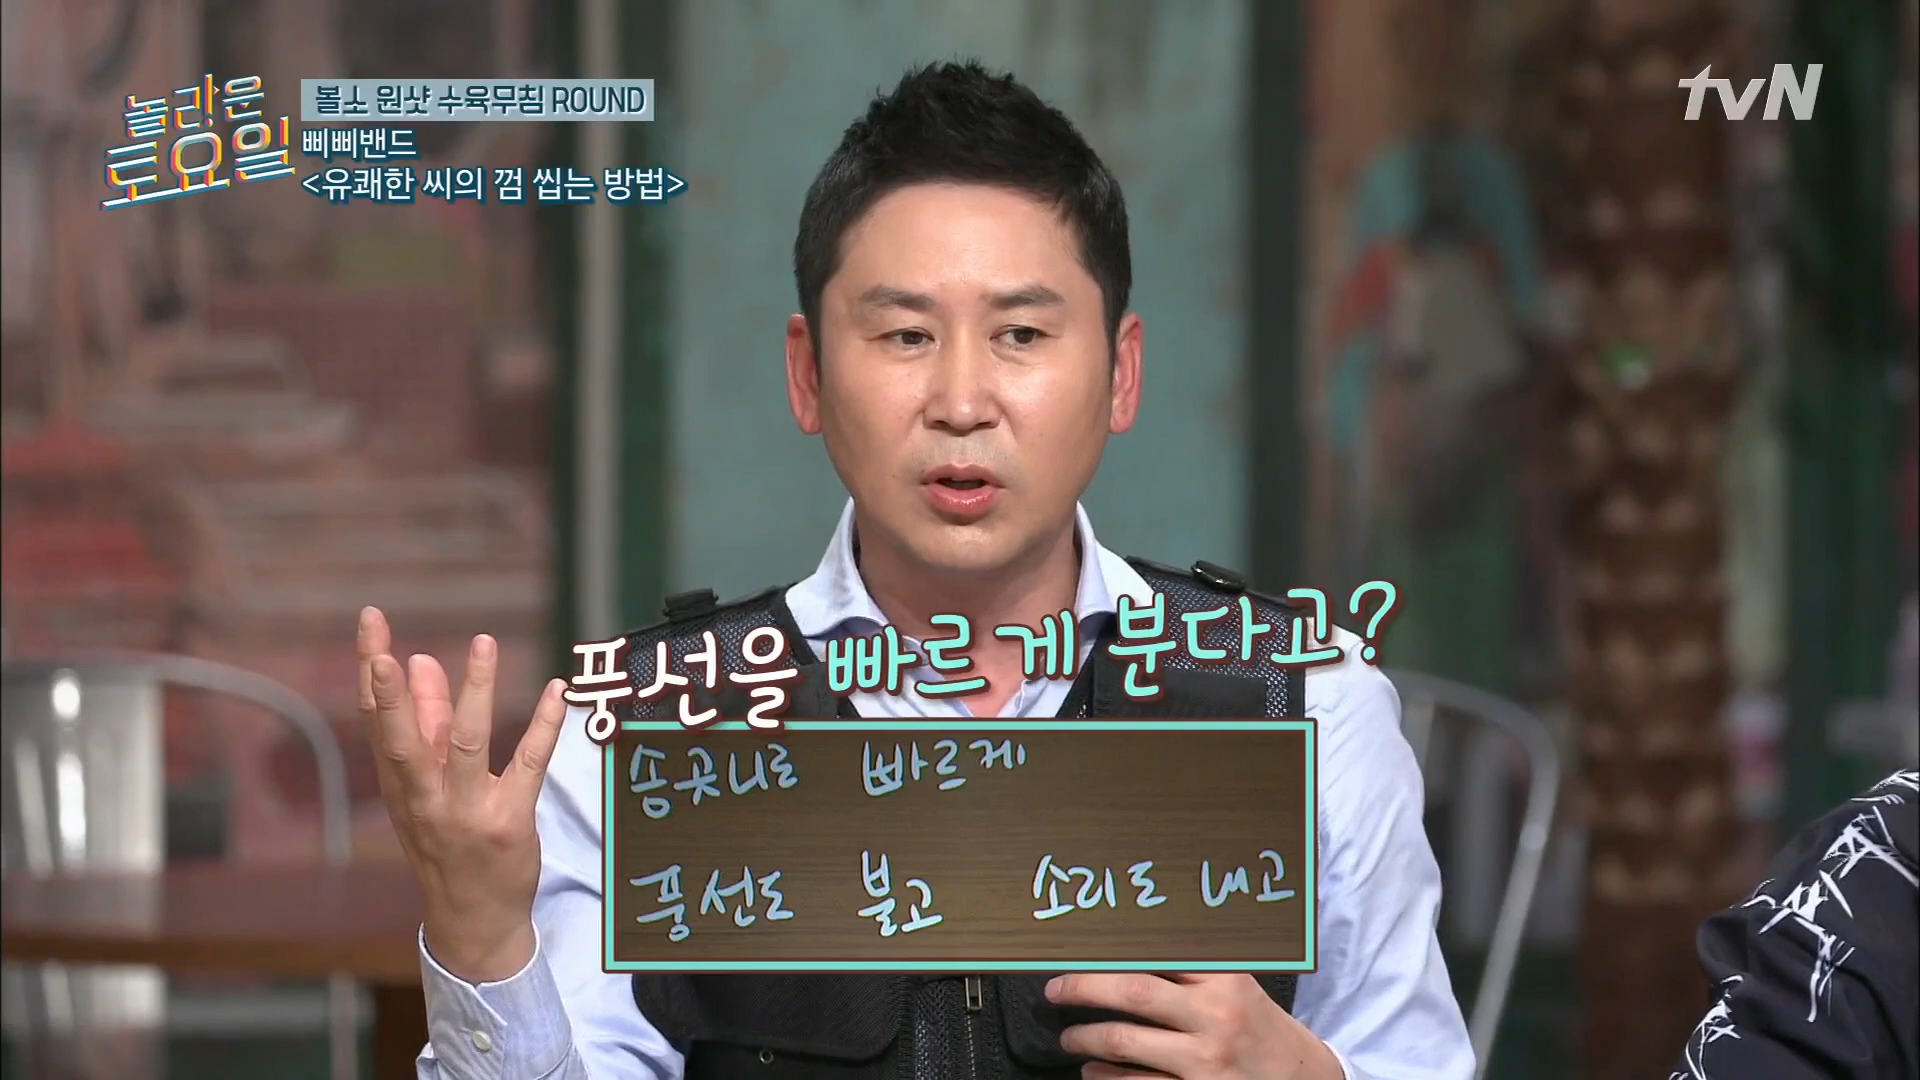 놀라운
토요일
볼소 원샷 수육무침 ROUND
삐삐밴드
<유쾌한 씨의 껌 씹는 방법>
tvN
풍선을 빠르게 분다고?
송곳니로 빠르게
풍선도 불고 소리도 내고